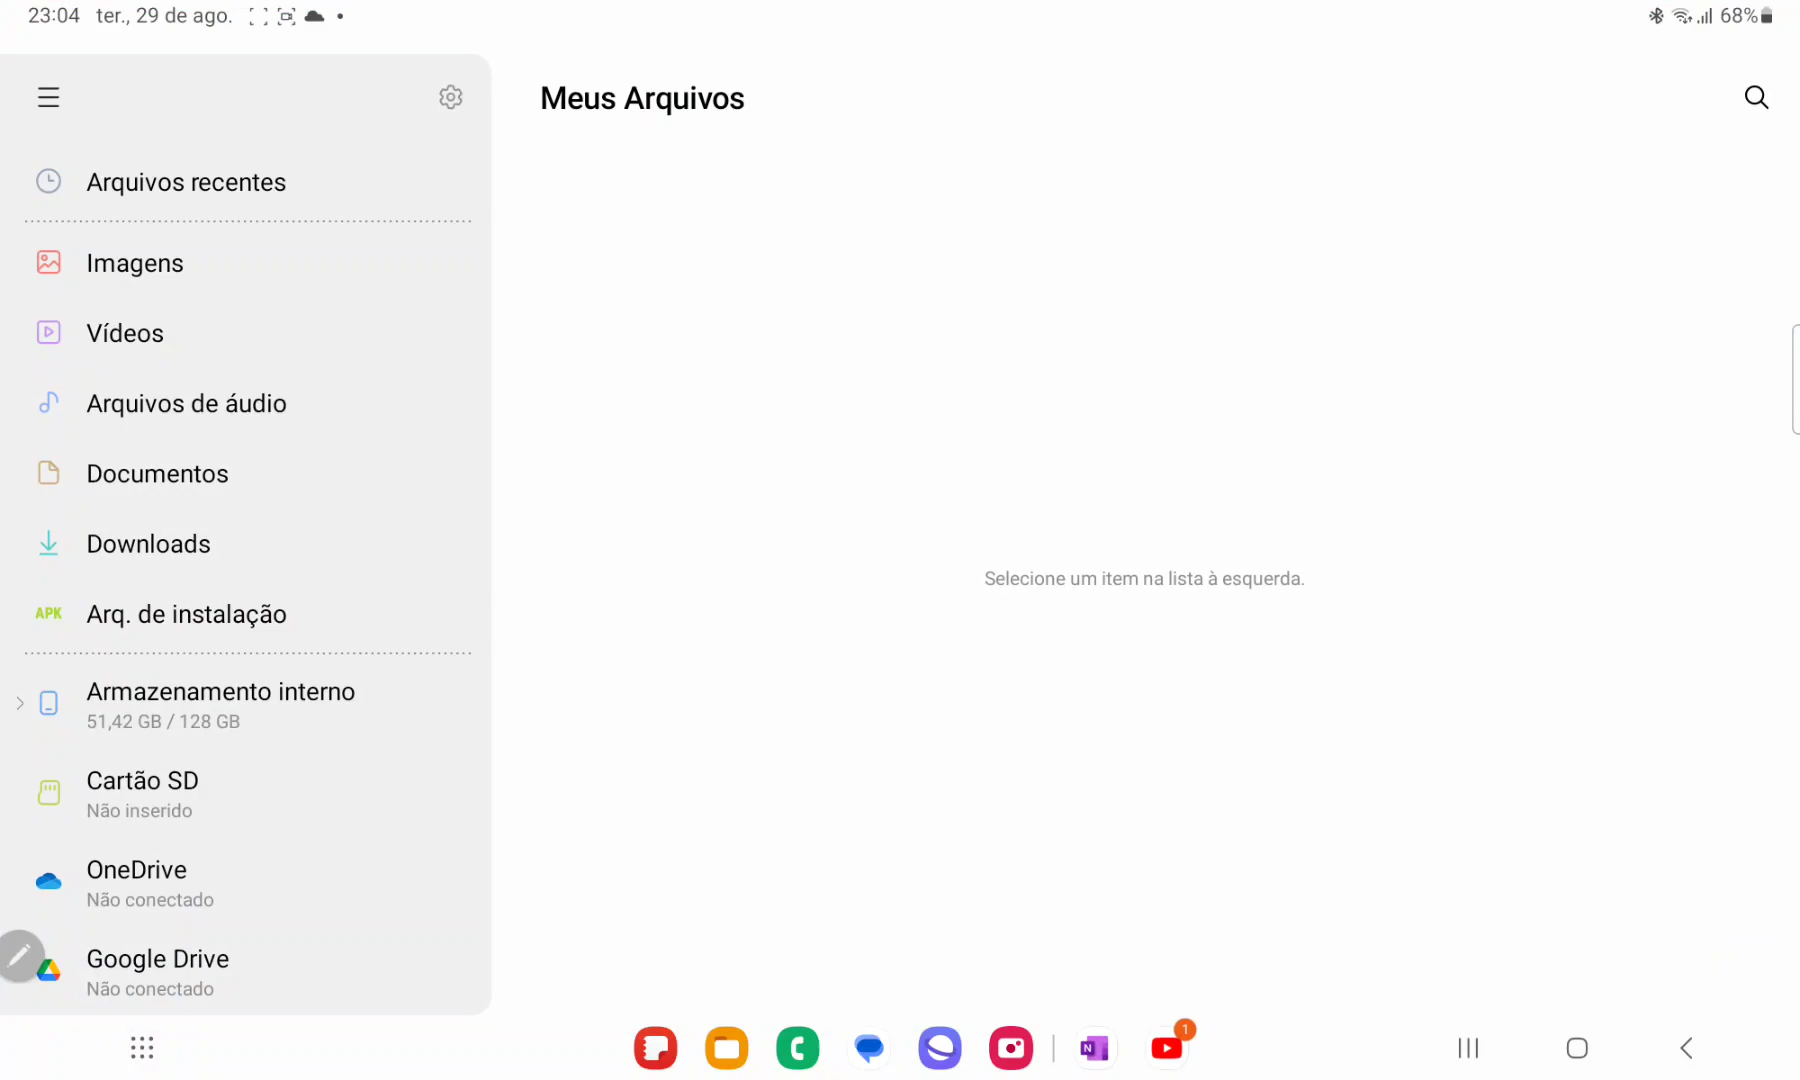 23:04 ter., 29 de ago.
68%
Meus Arquivos
Arquivos recentes
Imagens
Vídeos
Arquivos de áudio
Documentos
Downloads
APK Arq. de instalação
Armazenamento interno
51,42 GB / 128 GB
Cartão SD
Não inserido
OneDrive
Não conectado
Google Drive
Não conectado
Selecione um item na lista à esquerda.
N
1